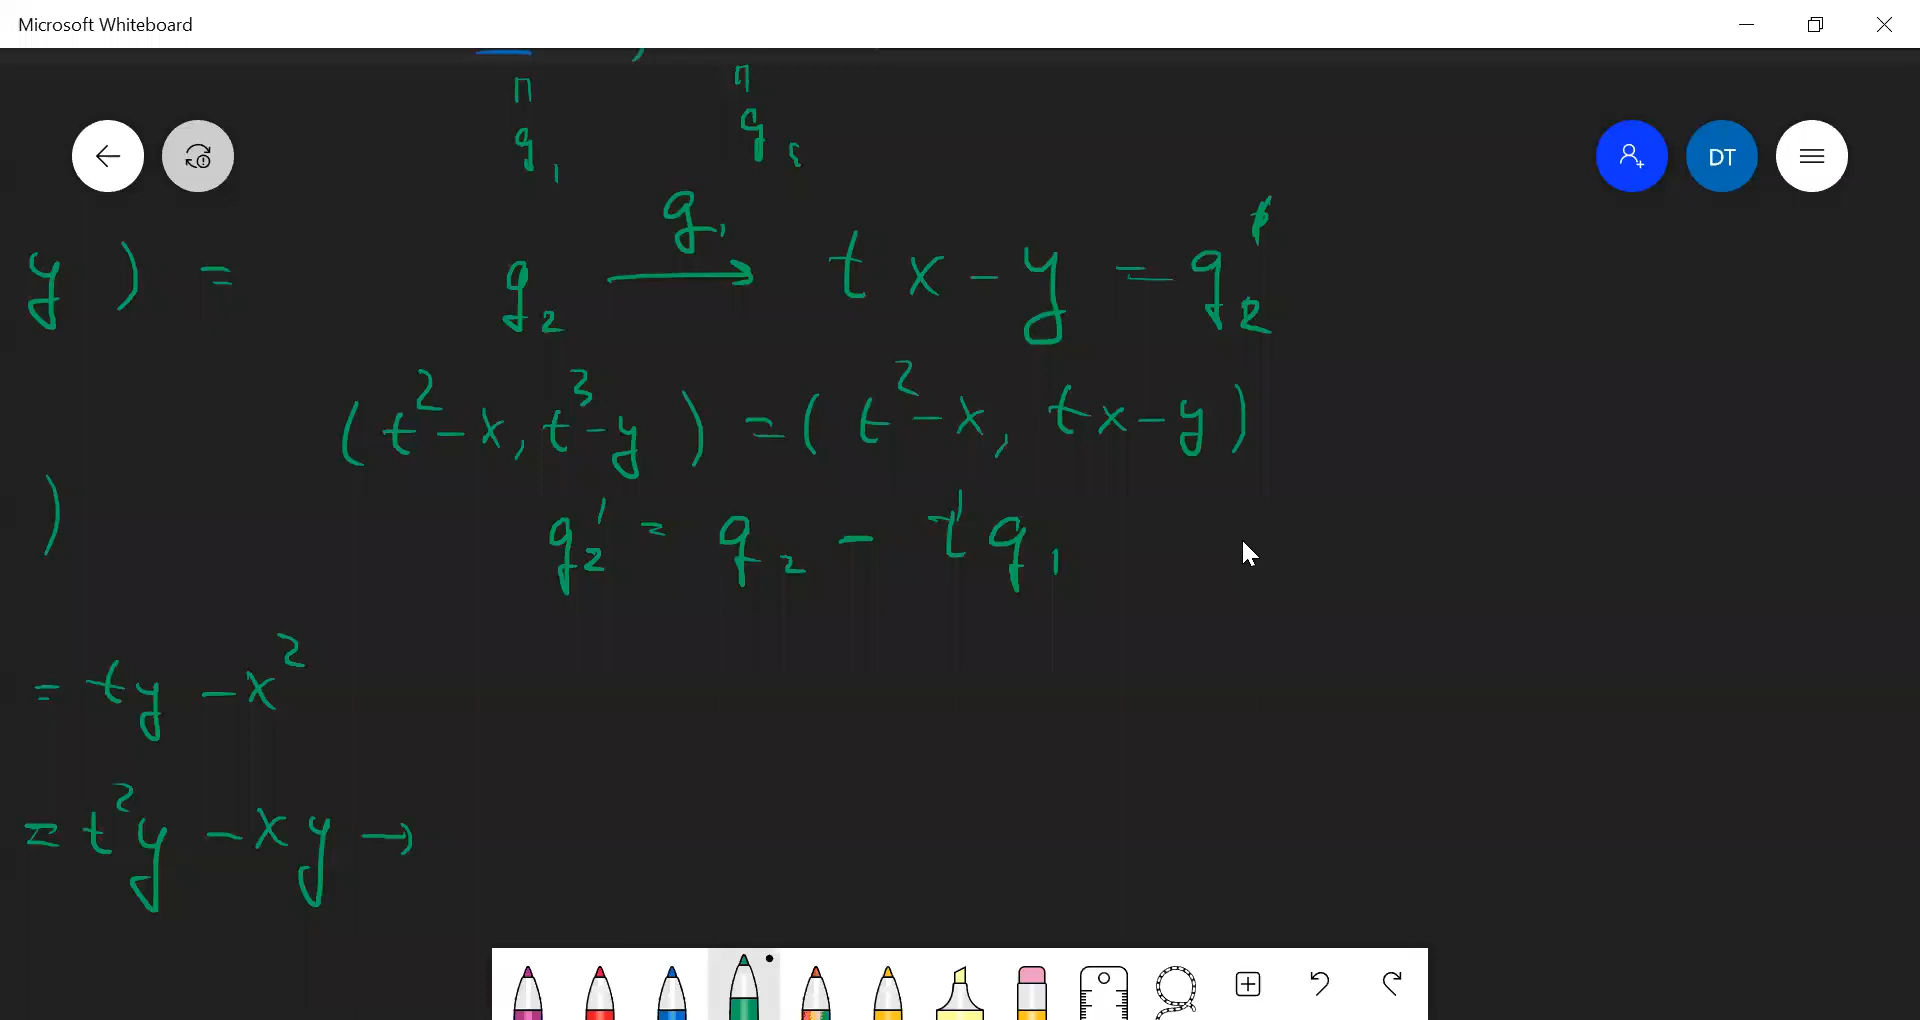 Microsoft Whiteboard
g₁ g₂
DT
g₁
y ) = g₂ ⟶ tx - y = g₂'
(t² - x, t³ - y) = (t² - x, tx - y)
)
g₂' = g₂ - t g₁
= ty - x²
= t²y - xy →